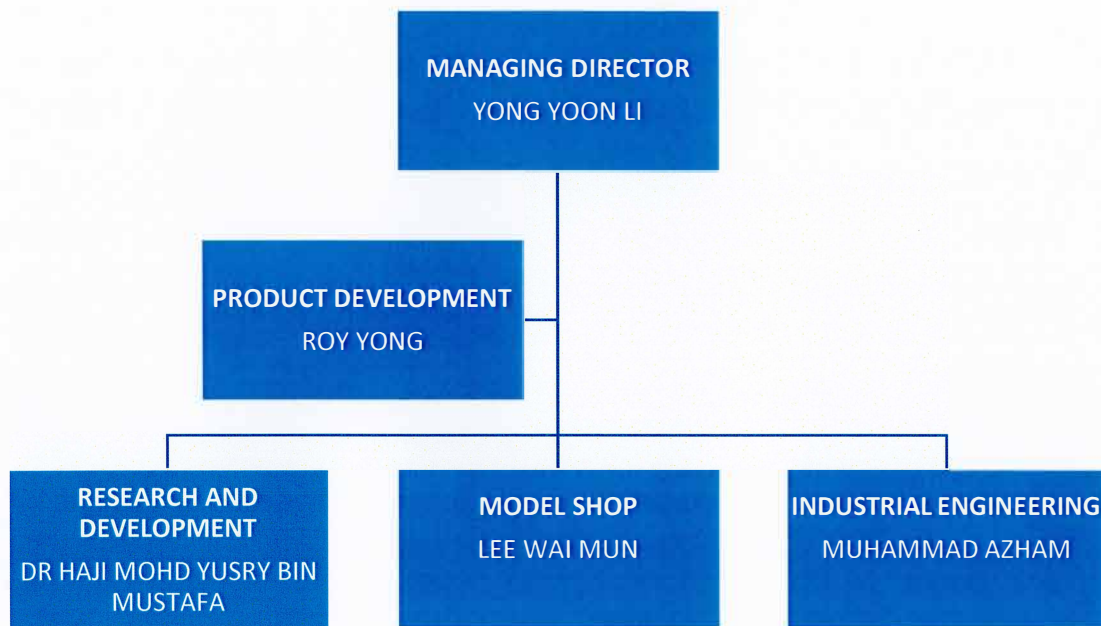 MANAGING DIRECTOR
YONG YOON LI
PRODUCT DEVELOPMENT
ROY YONG
RESEARCH AND
DEVELOPMENT
DR HAJI MOHD YUSRY BIN
MUSTAFA
MODEL SHOP
LEE WAI MUN
INDUSTRIAL ENGINEERING
MUHAMMAD AZHAM